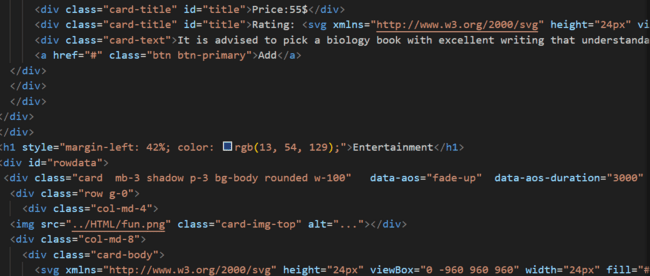 <div class="card-title" id="title">Price:55$</div>
<div class="card-title" id="title">Rating: <svg xmlns="http://www.w3.org/2000/svg" height="24px" vi
<div class="card-text">It is advised to pick a biology book with excellent writing that understanda
<a href="#" class="btn btn-primary">Add</a>
</div>
</div>
</div>
</div>
</div>
<h1 style="margin-left: 42%; color: rgb(13, 54, 129);">Entertainment</h1>
<div id="rowdata">
<div class="card  mb-3 shadow p-3 bg-body rounded w-100"   data-aos="fade-up"  data-aos-duration="3000"
<div class="row g-0">
<div class="col-md-4">
<img src="../HTML/fun.png" class="card-img-top" alt="..."></div>
<div class="col-md-8">
<div class="card-body">
<svg xmlns="http://www.w3.org/2000/svg" height="24px" viewBox="0 -960 960 960" width="24px" fill="#